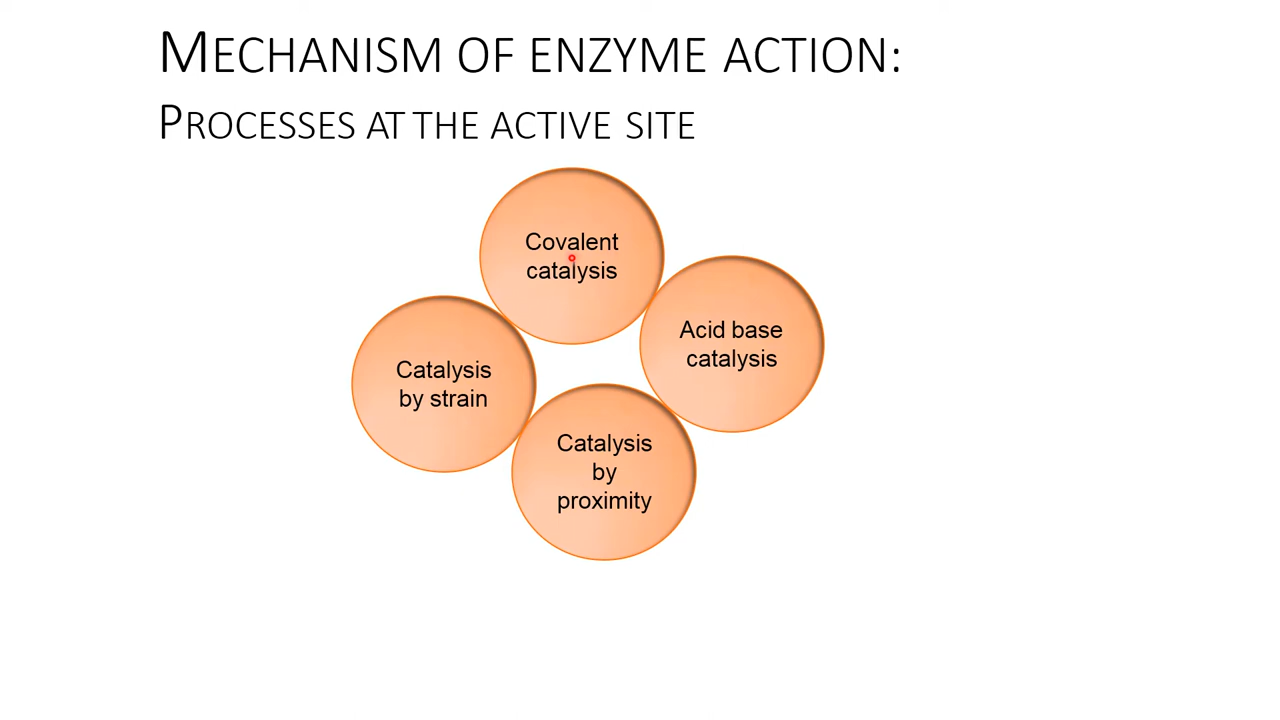 MECHANISM OF ENZYME ACTION:
PROCESSES AT THE ACTIVE SITE
Covalent
catalysis
Acid base
catalysis
Catalysis
by strain
Catalysis
by
proximity